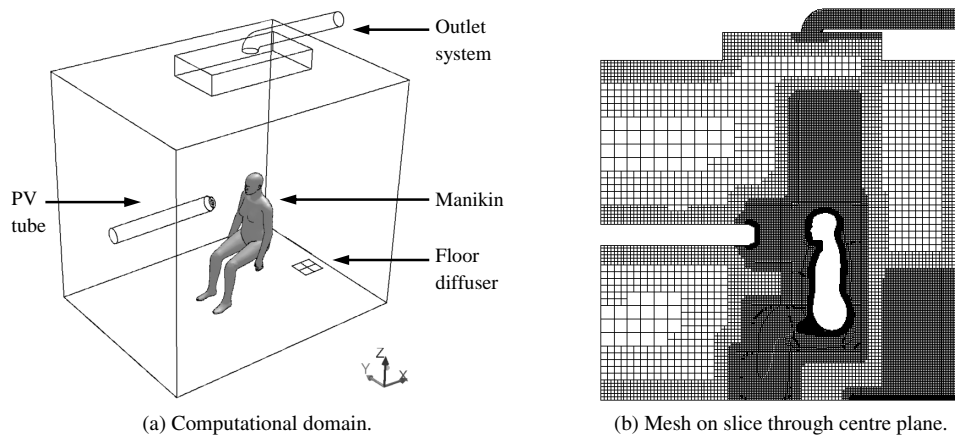 Outlet
system
PV
tube
Manikin
Floor
diffuser
Z
Y
X
(a) Computational domain.
(b) Mesh on slice through centre plane.